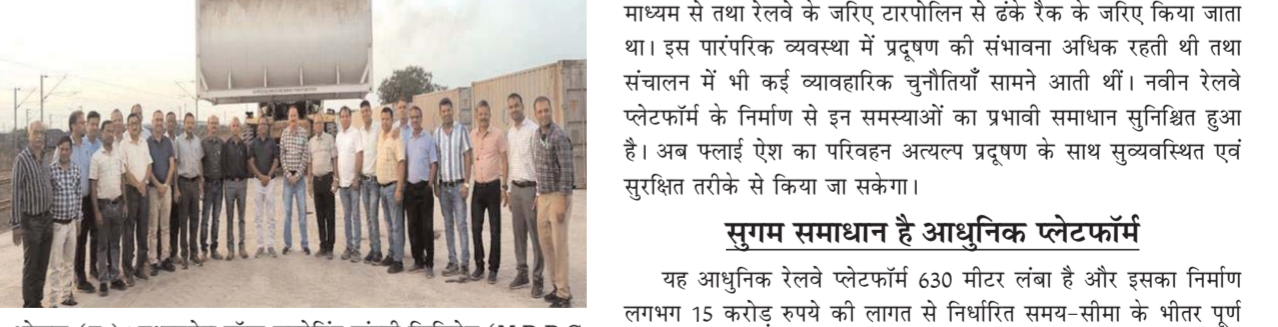 माध्यम से तथा रेलवे के जरिए टारपोलिन से ढंके रैक के जरिए किया जाता
था। इस पारंपरिक व्यवस्था में प्रदूषण की संभावना अधिक रहती थी तथा
संचालन में भी कई व्यावहारिक चुनौतियाँ सामने आती थीं। नवीन रेलवे
प्लेटफॉर्म के निर्माण से इन समस्याओं का प्रभावी समाधान सुनिश्चित हुआ
है। अब फ्लाई ऐश का परिवहन अत्यल्प प्रदूषण के साथ सुव्यवस्थित एवं
सुरक्षित तरीके से किया जा सकेगा।
सुगम समाधान है आधुनिक प्लेटफॉर्म
यह आधुनिक रेलवे प्लेटफॉर्म 630 मीटर लंबा है और इसका निर्माण
लगभग 15 करोड़ रुपये की लागत से निर्धारित समय-सीमा के भीतर पूर्ण